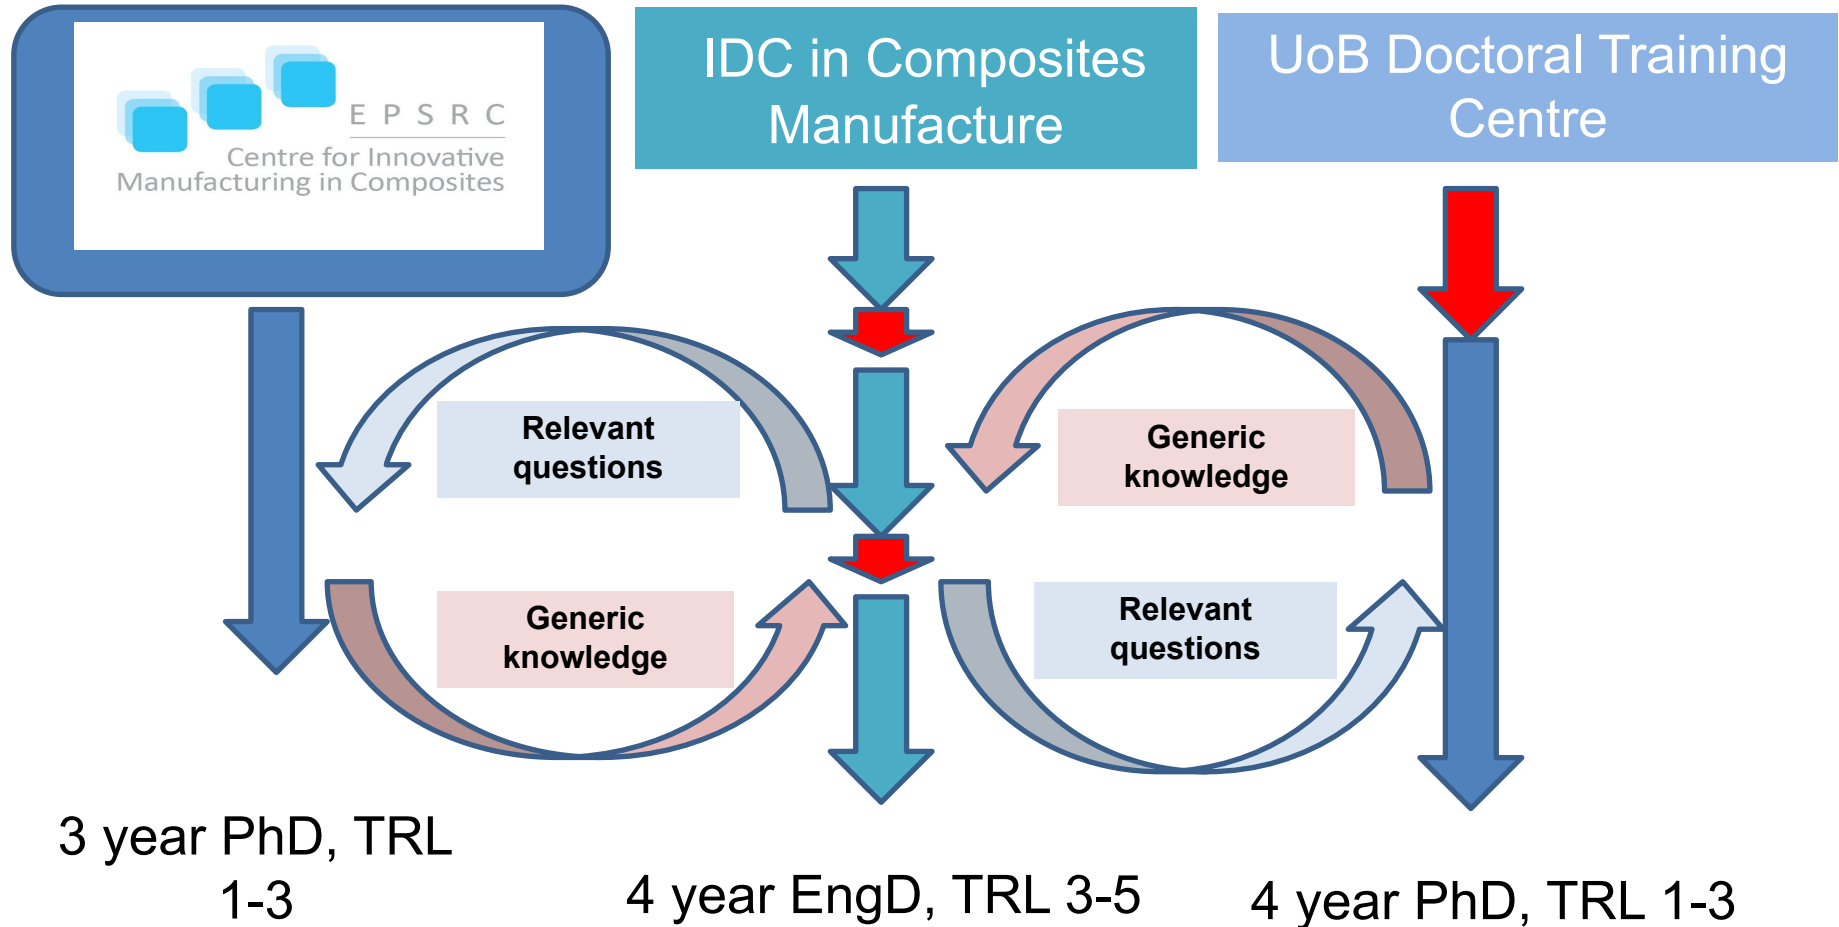 E P S R C
Centre for Innovative
Manufacturing in Composites
IDC in Composites
Manufacture
UoB Doctoral Training
Centre
Relevant
questions
Generic
knowledge
Generic
knowledge
Relevant
questions
3 year PhD, TRL
1-3
4 year EngD, TRL 3-5
4 year PhD, TRL 1-3